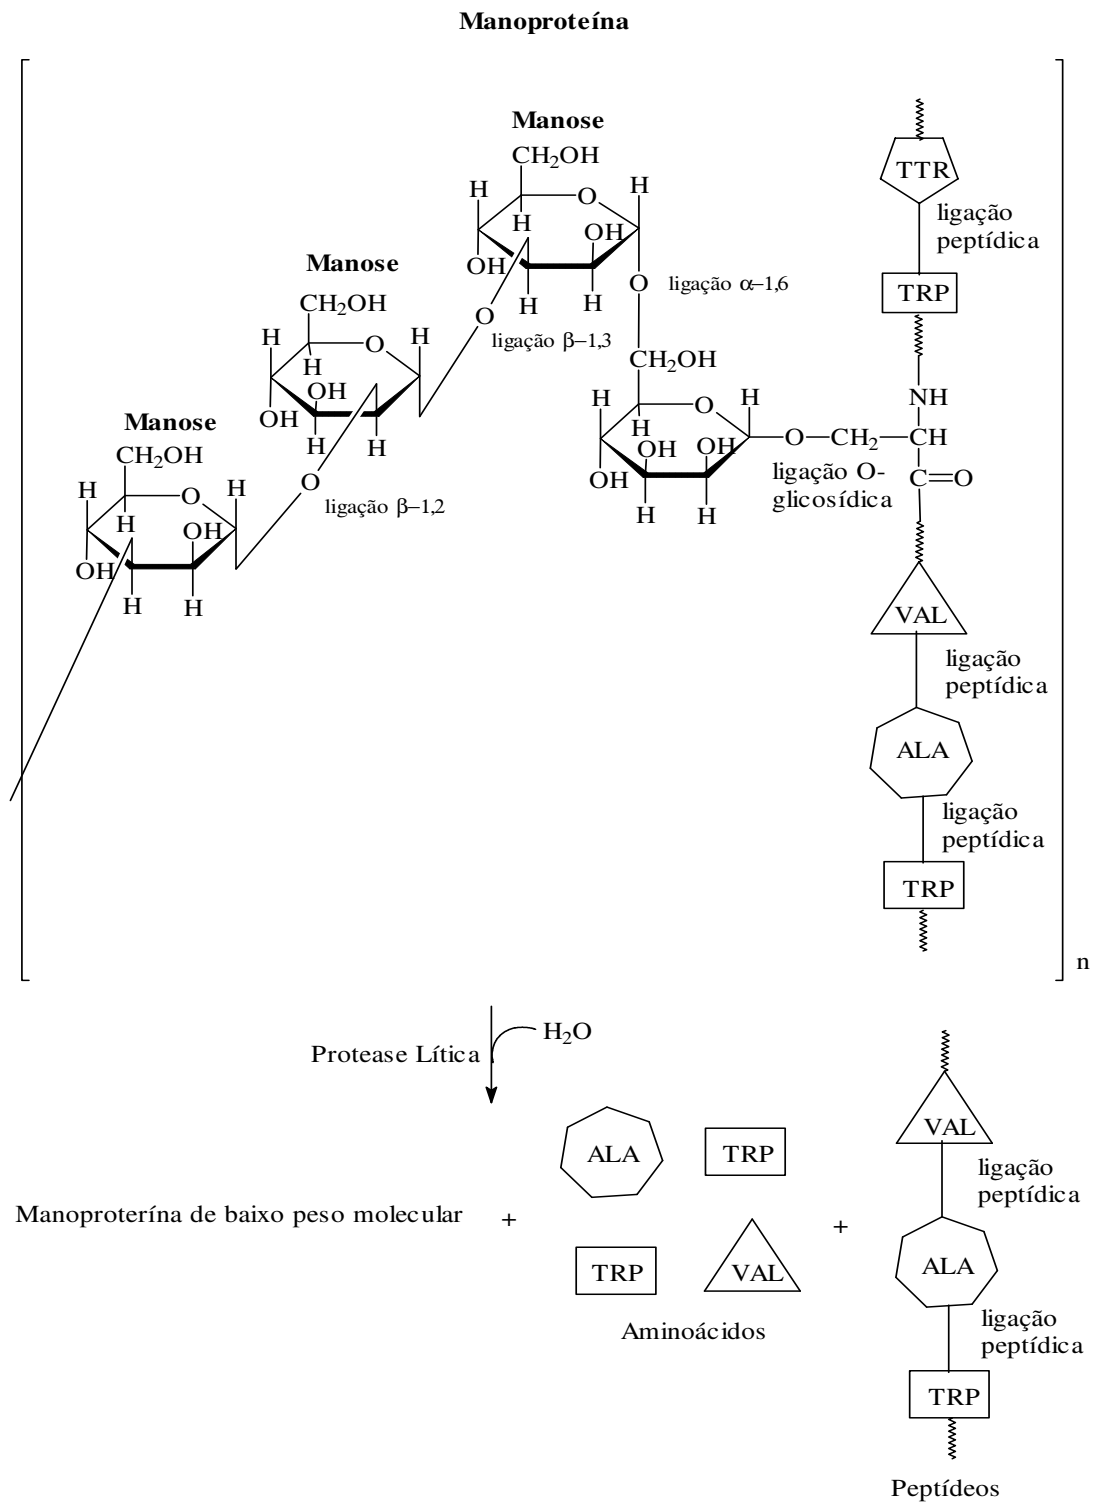 Manoproteína
Manose
CH2OH
H
O
H
H
OH
OH
H
H
O
ligação α−1,6
TTR
ligação
peptídica
TRP
Manose
CH2OH
H
O
H
H
OH
OH
H
H
O
ligação β−1,3
CH2OH
H
O
H
H
OH
OH
OH
H
H
O
CH2
CH
NH
C
O
ligação O-
glicosídica
Manose
CH2OH
H
O
H
H
OH
OH
H
H
O
ligação β−1,2
VAL
ligação
peptídica
ALA
ligação
peptídica
TRP
n
Protease Lítica
H2O
Manoproterína de baixo peso molecular
+
ALA
TRP
TRP
VAL
Aminoácidos
+
VAL
ligação
peptídica
ALA
ligação
peptídica
TRP
Peptídeos